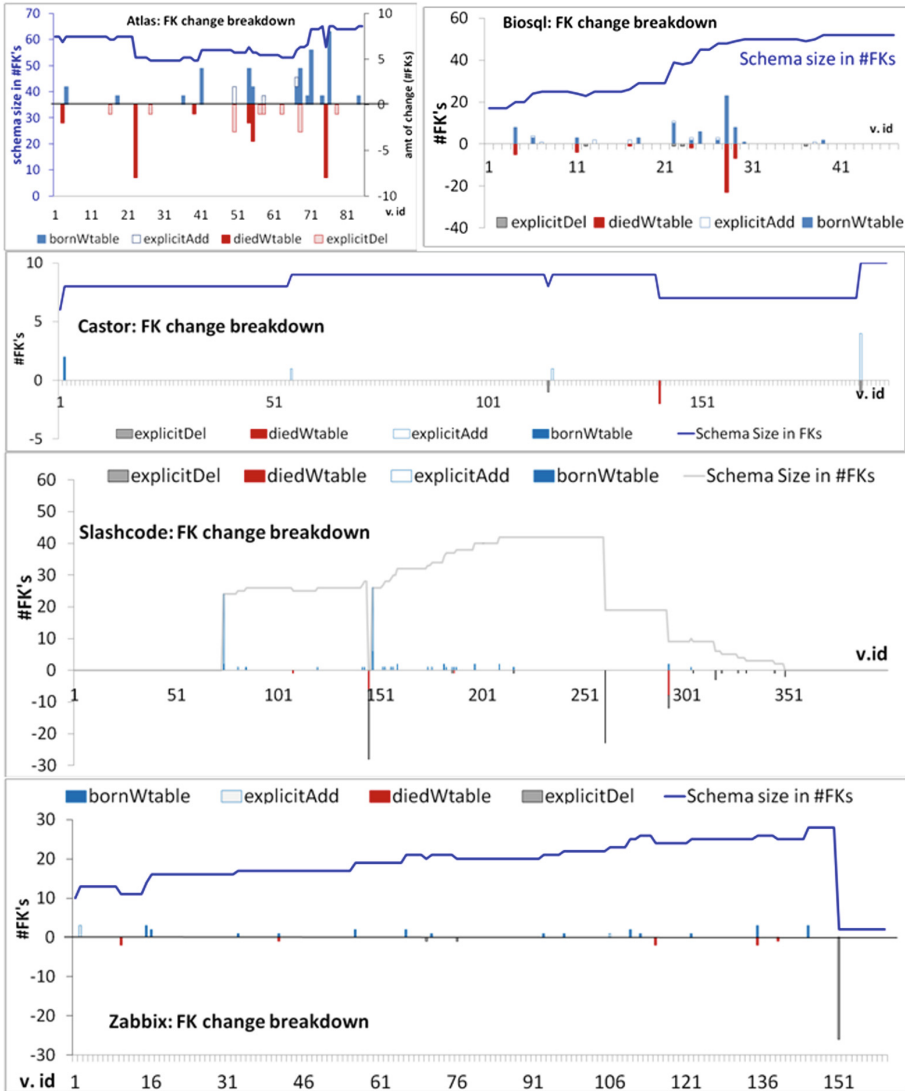 Atlas: FK change breakdown
schema size in #FK's
70
60
50
40
30
20
10
0
10
5
0
-5
-10
amt of change (#FKs)
1 11 21 31 41 51 61 71 81 v. id
bornWtable explicitAdd diedWtable explicitDel
Biosql: FK change breakdown
Schema size in #FKs
#FK's
60
40
20
0
-20
-40
v. id
1 11 21 31 41
explicitDel diedWtable explicitAdd bornWtable
Castor: FK change breakdown
#FK's
10
5
0
-5
1 51 101 151 v. id
explicitDel diedWtable explicitAdd bornWtable Schema Size in FKs
explicitDel diedWtable explicitAdd bornWtable Schema Size in #FKs
Slashcode: FK change breakdown
#FK's
60
50
40
30
20
10
0
-10
-20
-30
v.id
1 51 101 151 201 251 301 351
bornWtable explicitAdd diedWtable explicitDel Schema size in #FKs
#FK's
30
20
10
0
-10
-20
-30
Zabbix: FK change breakdown
v. id 1 16 31 46 61 76 91 106 121 136 151